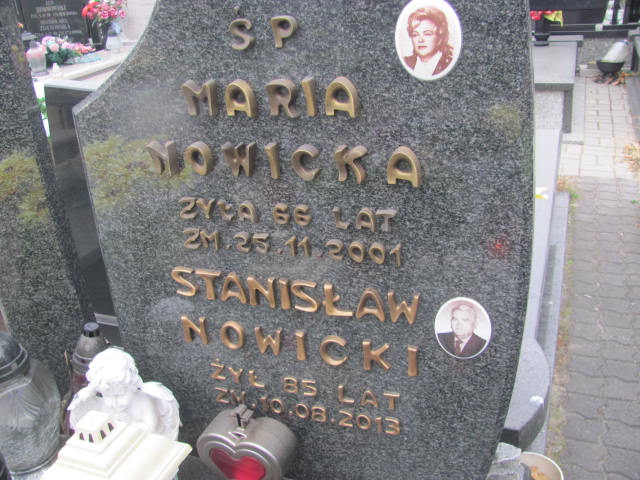 ŚP
MARIA
NOWICKA
ŻYŁA 66 LAT
ZM. 25.11.2001
STANISŁAW
NOWICKI
ŻYŁ 85 LAT
ZM. 10.08.2013